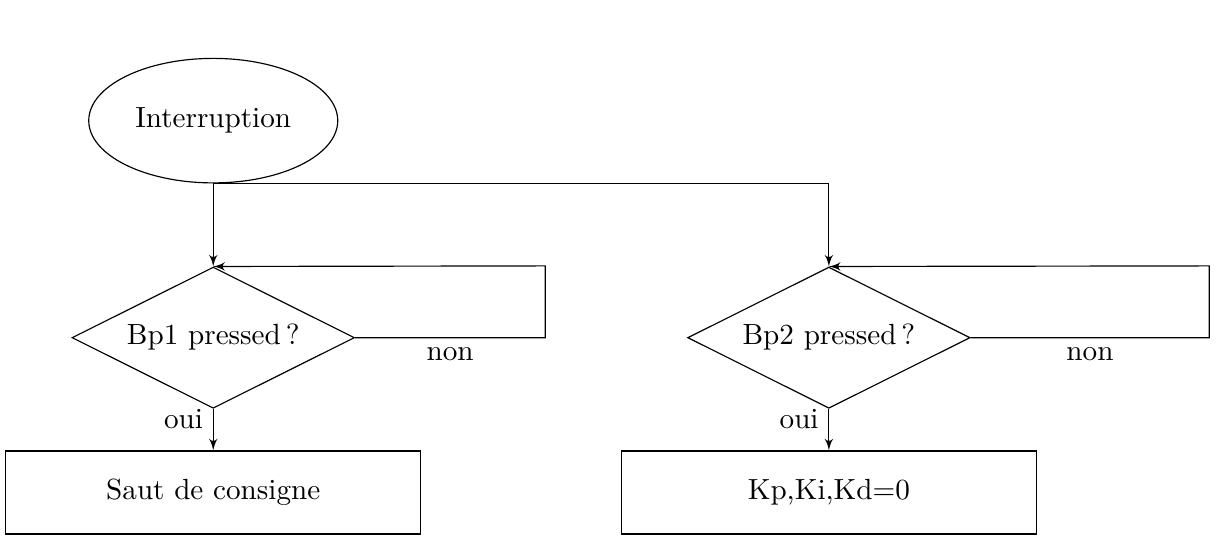 Interruption
Bp1 pressed ?
non
oui
Saut de consigne
Bp2 pressed ?
non
oui
Kp,Ki,Kd=0